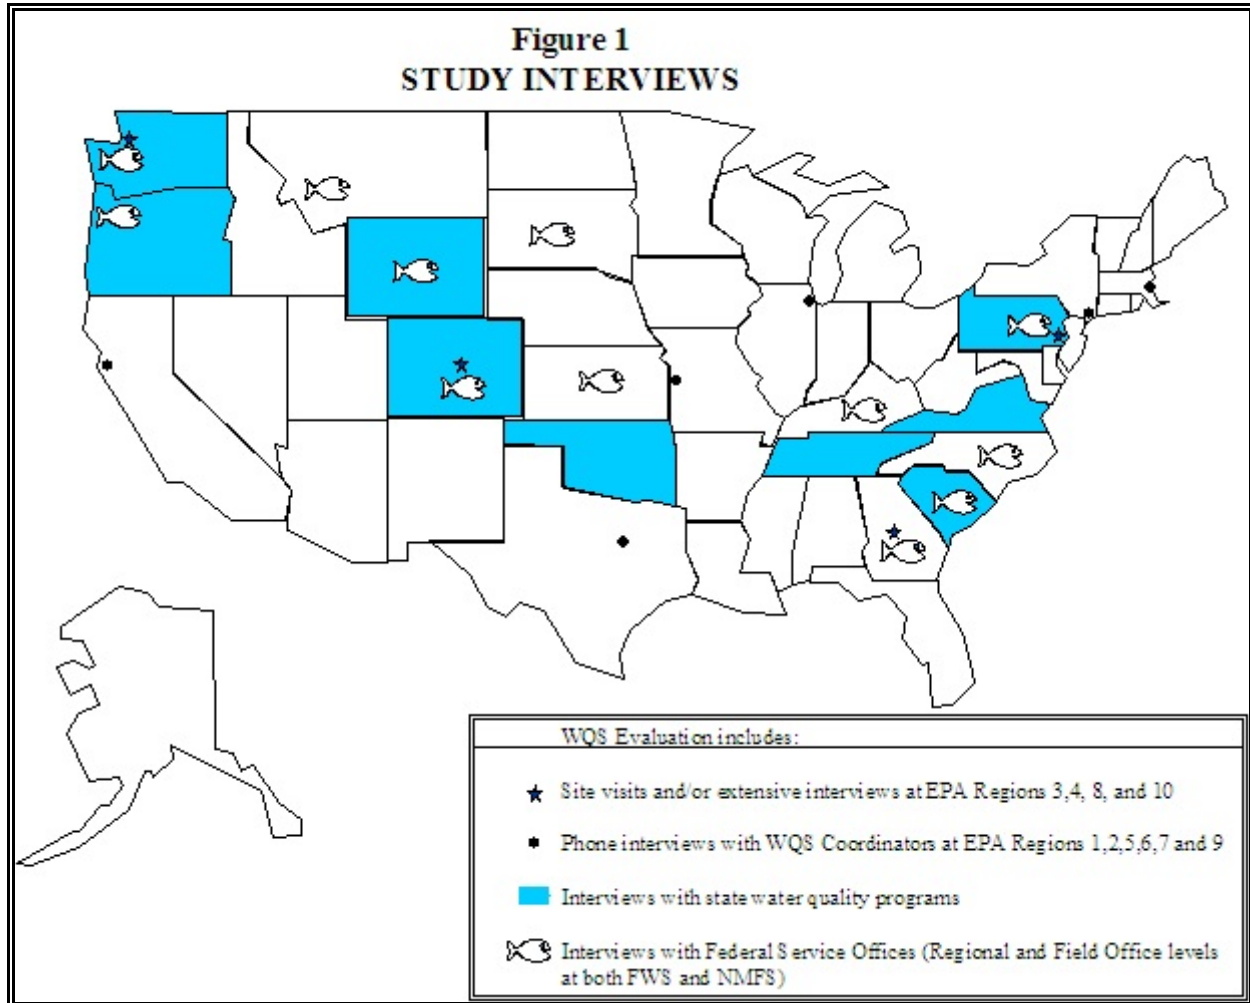 Figure 1
STUDY INTERVIEWS
WQS Evaluation includes:
Site visits and/or extensive interviews at EPA Regions 3,4, 8, and 10
Phone interviews with WQS Coordinators at EPA Regions 1,2,5,6,7 and 9
Interviews with state water quality programs
Interviews with Federal Service Offices (Regional and Field Office levels
at both FWS and NMFS)